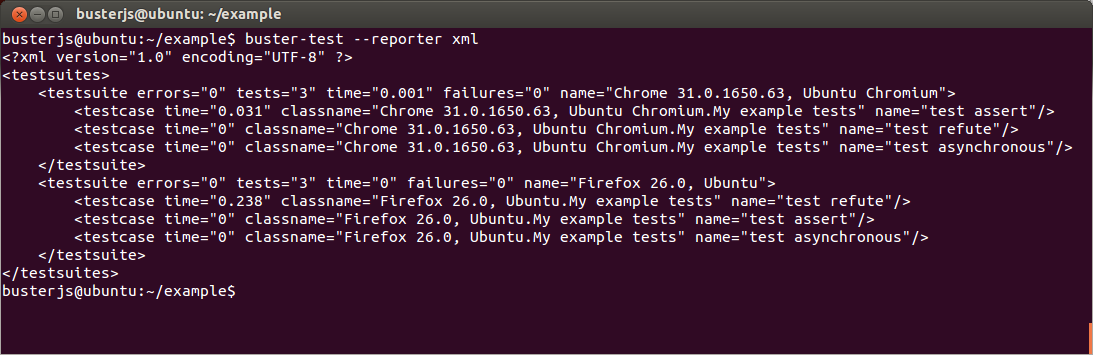 busterjs@ubuntu: ~/example
busterjs@ubuntu:~/example$ buster-test --reporter xml
<?xml version="1.0" encoding="UTF-8" ?>
<testsuites>
    <testsuite errors="0" tests="3" time="0.001" failures="0" name="Chrome 31.0.1650.63, Ubuntu Chromium">
        <testcase time="0.031" classname="Chrome 31.0.1650.63, Ubuntu Chromium.My example tests" name="test assert"/>
        <testcase time="0" classname="Chrome 31.0.1650.63, Ubuntu Chromium.My example tests" name="test refute"/>
        <testcase time="0" classname="Chrome 31.0.1650.63, Ubuntu Chromium.My example tests" name="test asynchronous"/>
    </testsuite>
    <testsuite errors="0" tests="3" time="0" failures="0" name="Firefox 26.0, Ubuntu">
        <testcase time="0.238" classname="Firefox 26.0, Ubuntu.My example tests" name="test refute"/>
        <testcase time="0" classname="Firefox 26.0, Ubuntu.My example tests" name="test assert"/>
        <testcase time="0" classname="Firefox 26.0, Ubuntu.My example tests" name="test asynchronous"/>
    </testsuite>
</testsuites>
busterjs@ubuntu:~/example$